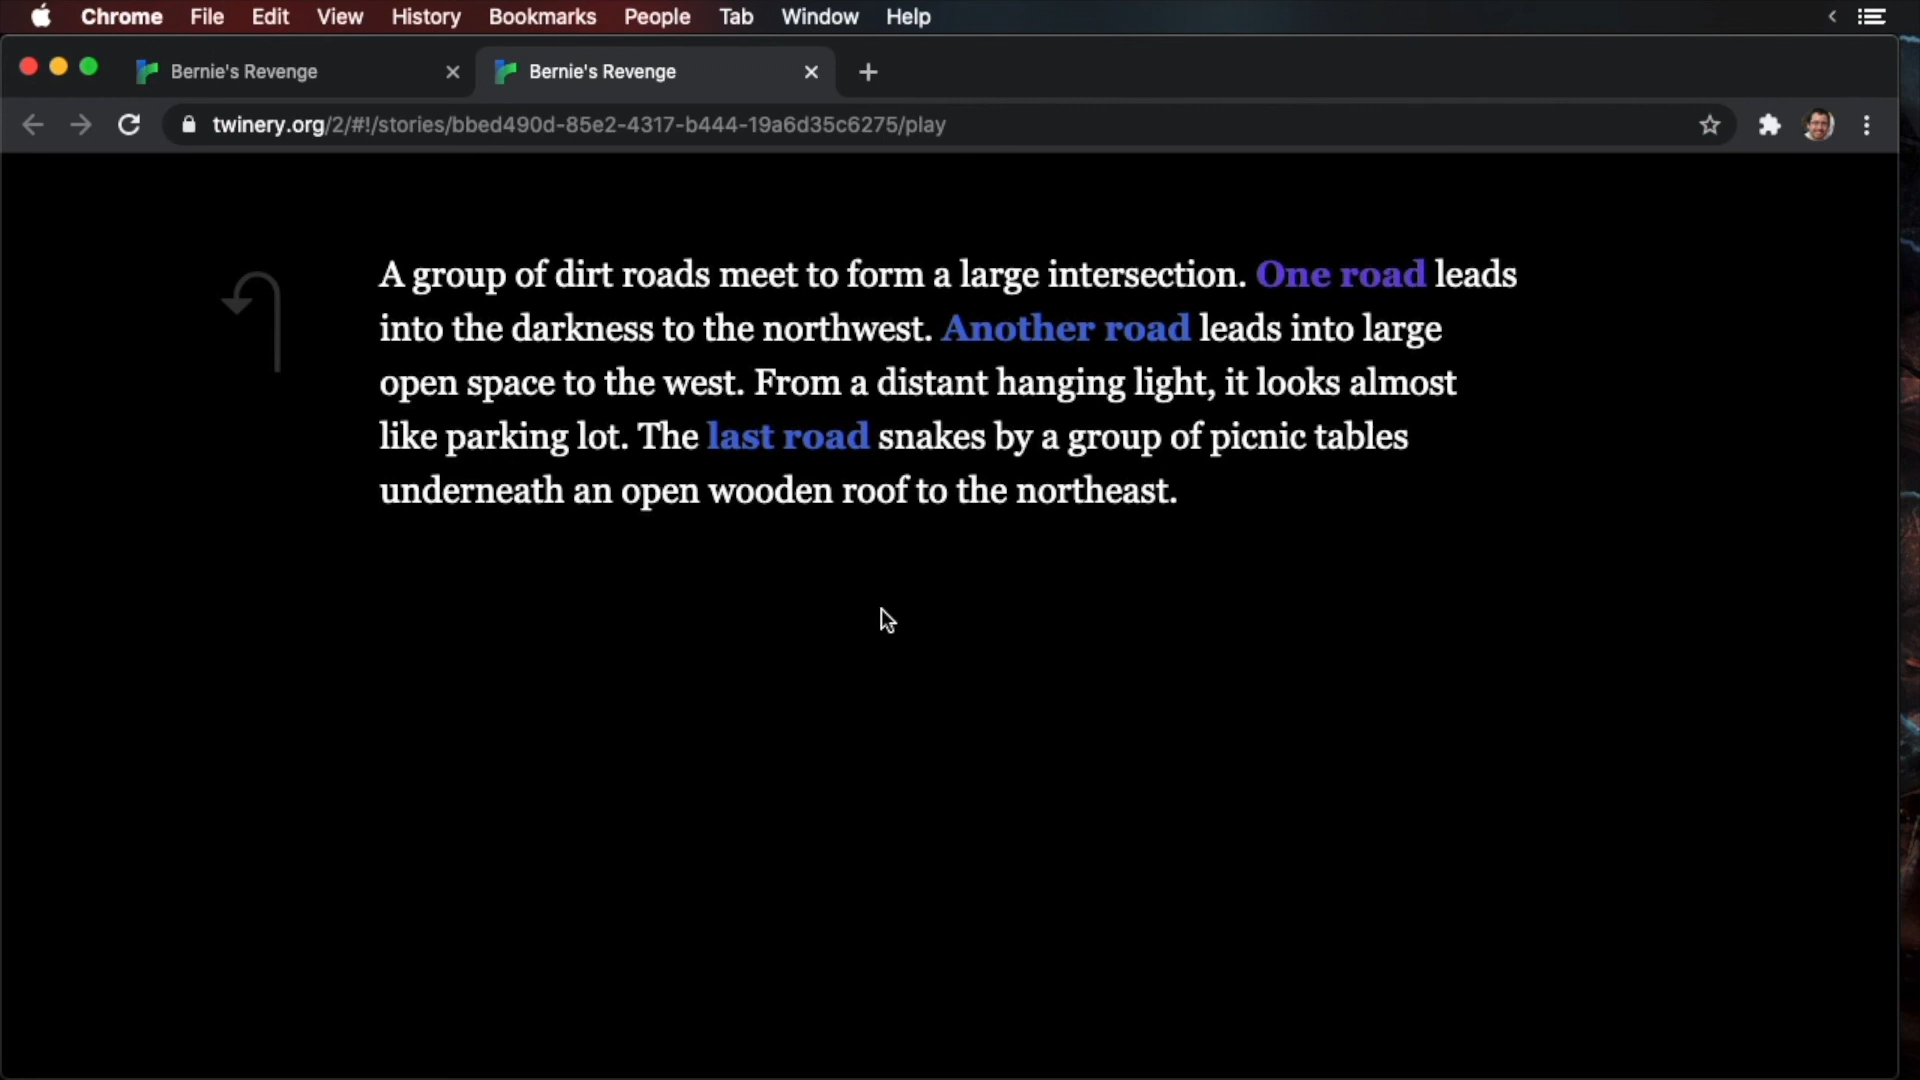 Chrome File Edit View History Bookmarks People Tab Window Help
Bernie's Revenge
Bernie's Revenge
twinery.org/2/#!/stories/bbed490d-85e2-4317-b444-19a6d35c6275/play
A group of dirt roads meet to form a large intersection. One road leads
into the darkness to the northwest. Another road leads into large
open space to the west. From a distant hanging light, it looks almost
like parking lot. The last road snakes by a group of picnic tables
underneath an open wooden roof to the northeast.